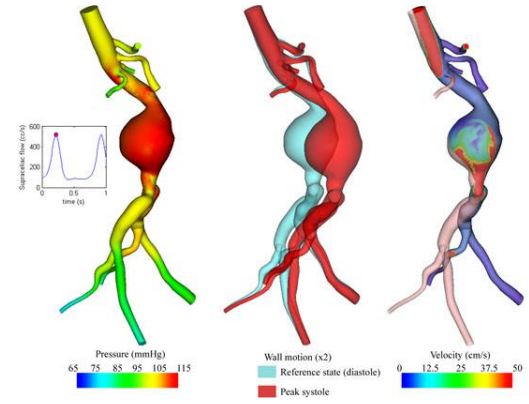 600
400
200
0
0
0.5
1
Supraceliac flow (cc/s)
time (s)
Pressure (mmHg)
65 75 85 95 105 115
Wall motion (x2)
Reference state (diastole)
Peak systole
Velocity (cm/s)
0 12.5 25 37.5 50